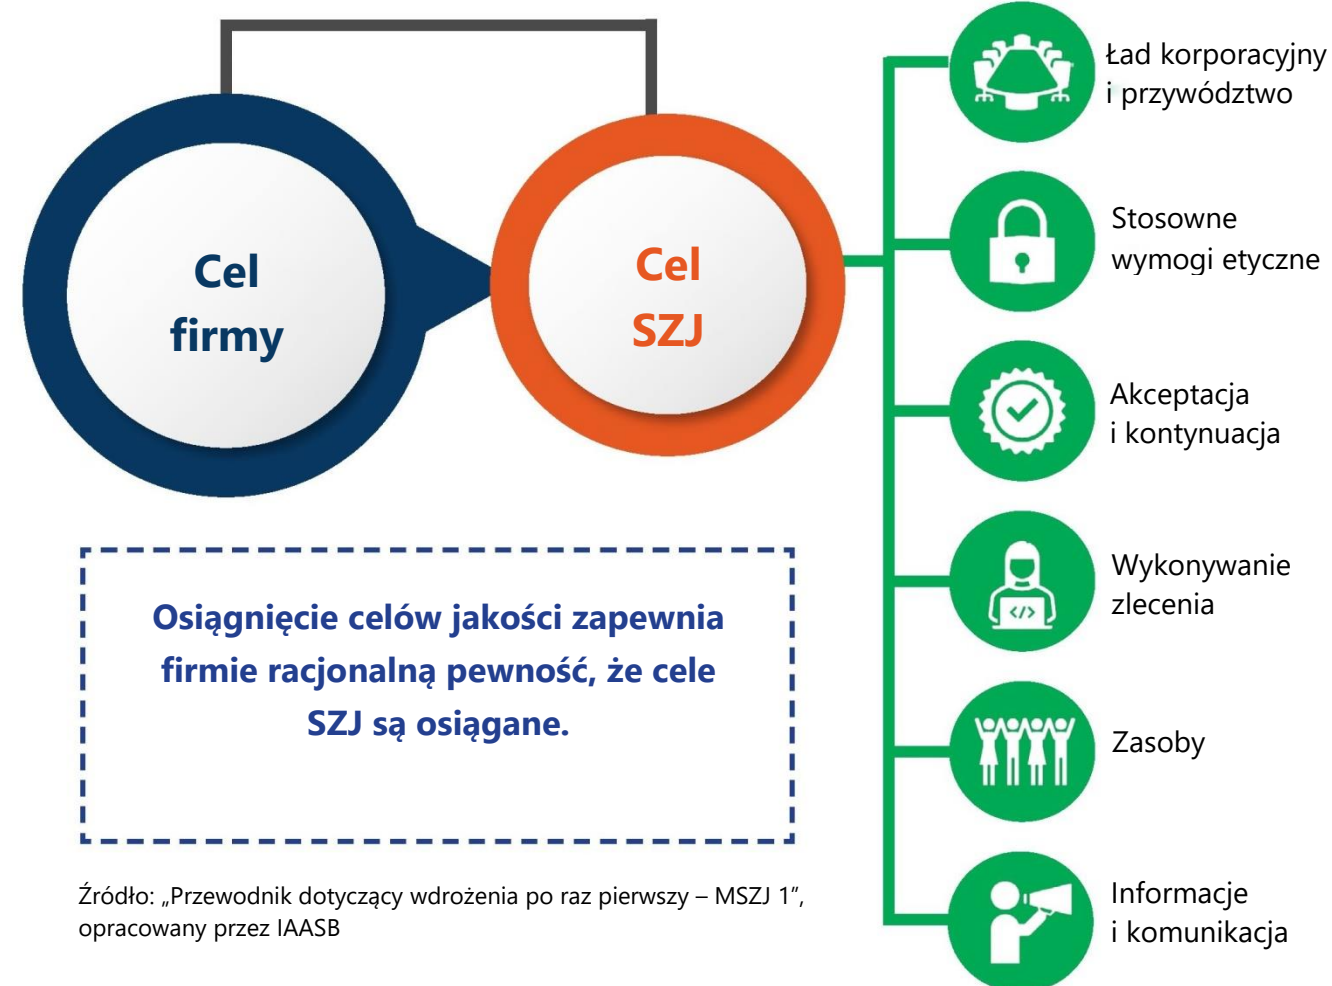 Cel
firmy
Cel
SZJ
Ład korporacyjny
i przywództwo
Stosowne
wymogi etyczne
Akceptacja
i kontynuacja
Wykonywanie
zlecenia
Zasoby
Informacje
i komunikacja
Osiągnięcie celów jakości zapewnia
firmie racjonalną pewność, że cele
SZJ są osiągane.
Źródło: „Przewodnik dotyczący wdrożenia po raz pierwszy – MSZJ 1”,
opracowany przez IAASB